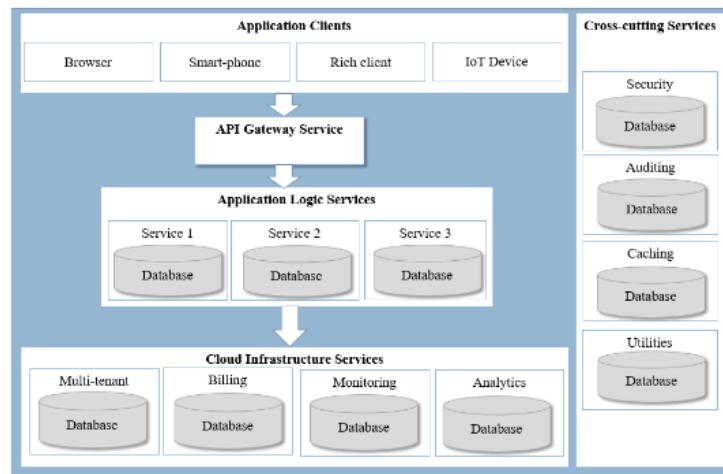 Application Clients
Browser
Smart-phone
Rich client
IoT Device
API Gateway Service
Application Logic Services
Service 1
Service 2
Service 3
Database
Database
Database
Cloud Infrastructure Services
Multi-tenant
Billing
Monitoring
Analytics
Database
Database
Database
Database
Cross-cutting Services
Security
Database
Auditing
Database
Caching
Database
Utilities
Database